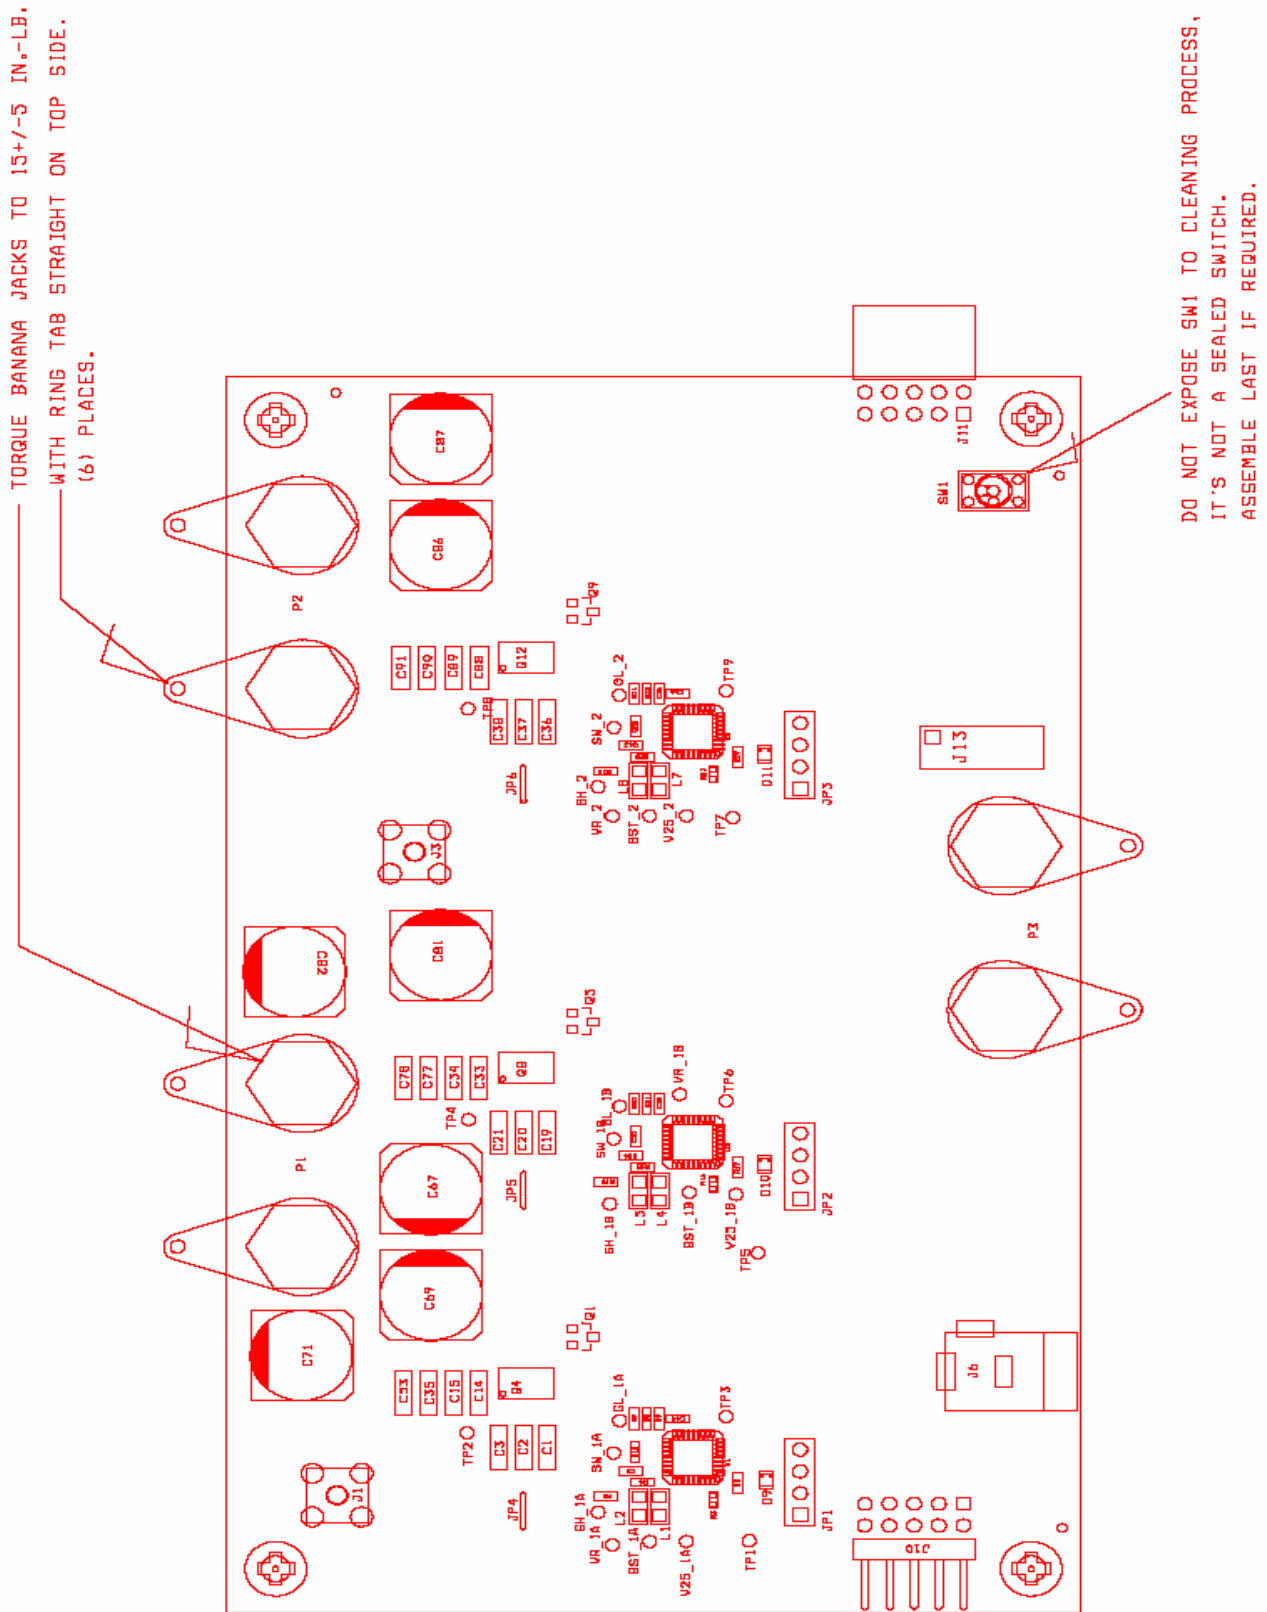 TORQUE BANANA JACKS TO 15+/-5 IN.-LB.
WITH RING TAB STRAIGHT ON TOP SIDE.
(6) PLACES.
DO NOT EXPOSE SW1 TO CLEANING PROCESS,
IT'S NOT A SEALED SWITCH.
ASSEMBLE LAST IF REQUIRED.
C87
J11
SW1
C86
P2
Q9
C91
C90
C89
C88
Q12
GL_2
TP9
TP8
C38
C37
C36
SW_2
J13
JP6
GH_2
L8
L7
D11
JP3
VR_2
BST_2
V25_2
TP7
J3
C82
C81
P3
Q5
C78
C77
C34
C33
Q8
VR_1B
TP6
GL_1B
TP4
C21
C20
C19
SW_1B
P1
C67
JP5
L3
L4
D10
JP2
GH_1B
BST_1B
V25_1B
TP5
C69
Q1
C71
J6
C53
C35
C15
C14
Q4
GL_1A
TP3
TP2
C3
C2
C1
SW_1A
J1
JP4
GH_1A
L2
L1
D9
JP1
VR_1A
BST_1A
V25_1A
TP1
J10